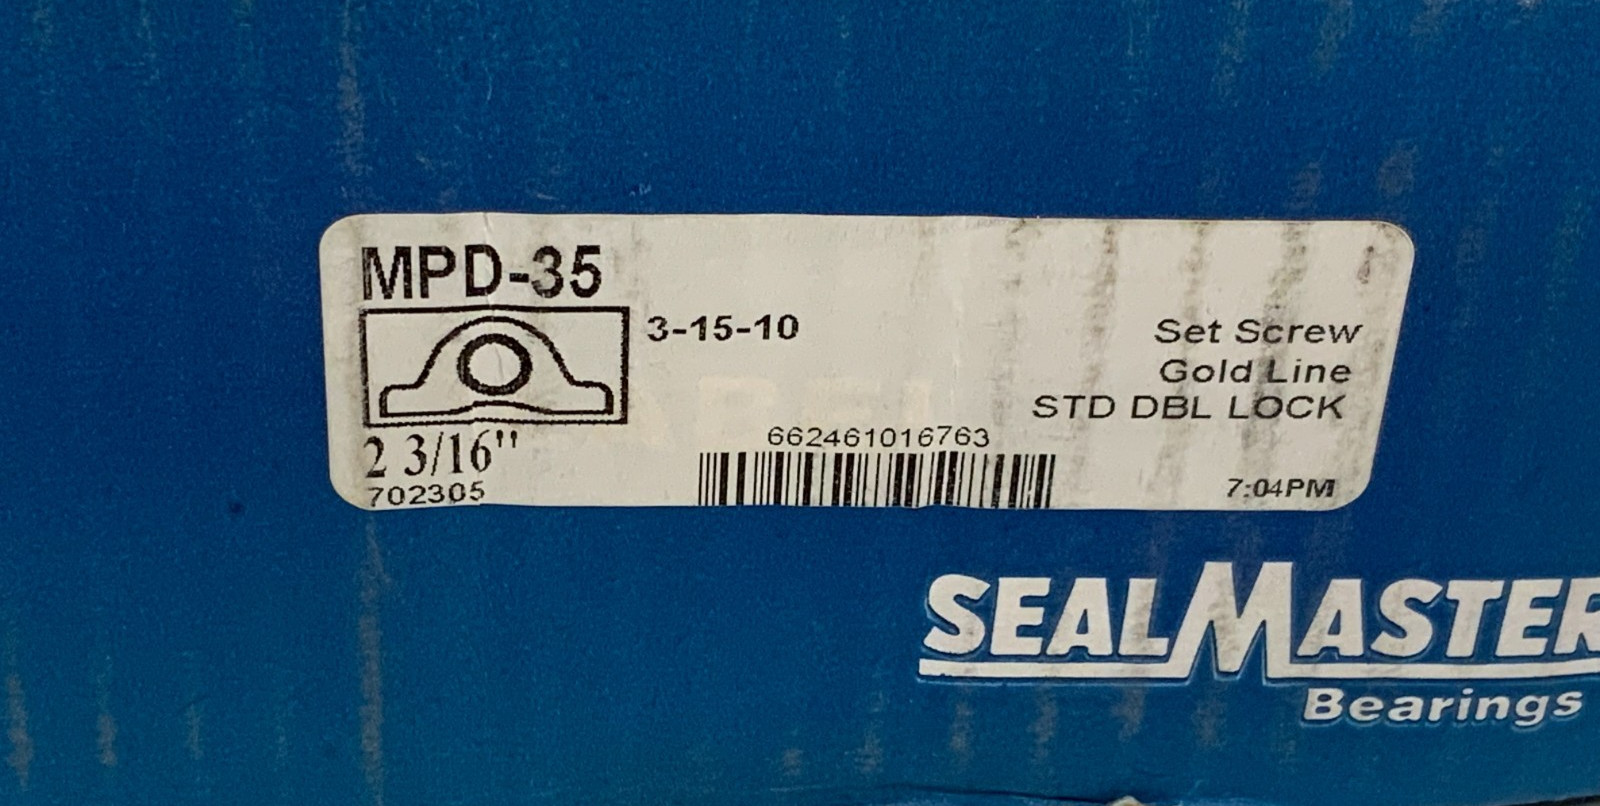 MPD-35
3-15-10
Set Screw
Gold Line
STD DBL LOCK
662461016763
2 3/16"
702305
7:04PM
SEALMASTER
Bearings